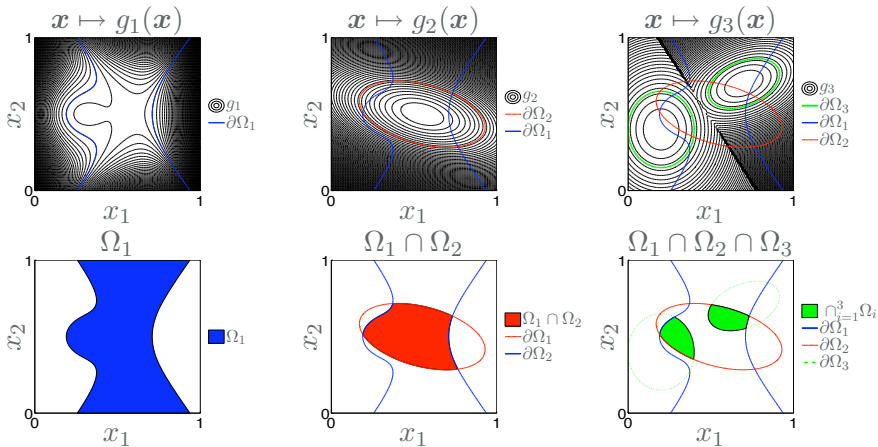 x ↦ g₁(x)
x ↦ g₂(x)
x ↦ g₃(x)
1
x₂
0
0
x₁
1
g₁
∂Ω₁
1
x₂
0
0
x₁
1
g₂
∂Ω₂
∂Ω₁
1
x₂
0
0
x₁
1
g₃
∂Ω₃
∂Ω₁
∂Ω₂
Ω₁
Ω₁ ∩ Ω₂
Ω₁ ∩ Ω₂ ∩ Ω₃
1
x₂
0
0
x₁
1
Ω₁
1
x₂
0
0
x₁
1
Ω₁ ∩ Ω₂
∂Ω₁
∂Ω₂
1
x₂
0
0
x₁
1
∩³ᵢ₌₁Ωᵢ
∂Ω₁
∂Ω₂
∂Ω₃